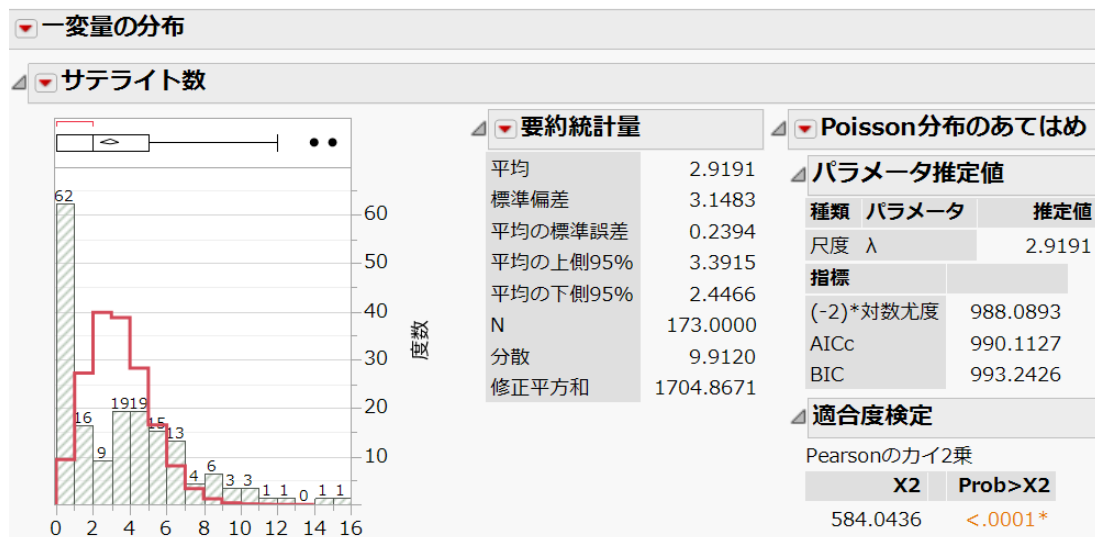 一変量の分布
サテライト数
62
16
9
19 19
15
13
4
6
3 3
1 1 0 1 1
60
50
40
30
20
10
度数
0 2 4 6 8 10 12 14 16
要約統計量
平均 2.9191
標準偏差 3.1483
平均の標準誤差 0.2394
平均の上側95% 3.3915
平均の下側95% 2.4466
N 173.0000
分散 9.9120
修正平方和 1704.8671
Poisson分布のあてはめ
パラメータ推定値
種類 パラメータ 推定値
尺度 λ 2.9191
指標
(-2)*対数尤度 988.0893
AICc 990.1127
BIC 993.2426
適合度検定
Pearsonのカイ2乗
X2 Prob>X2
584.0436 <.0001*